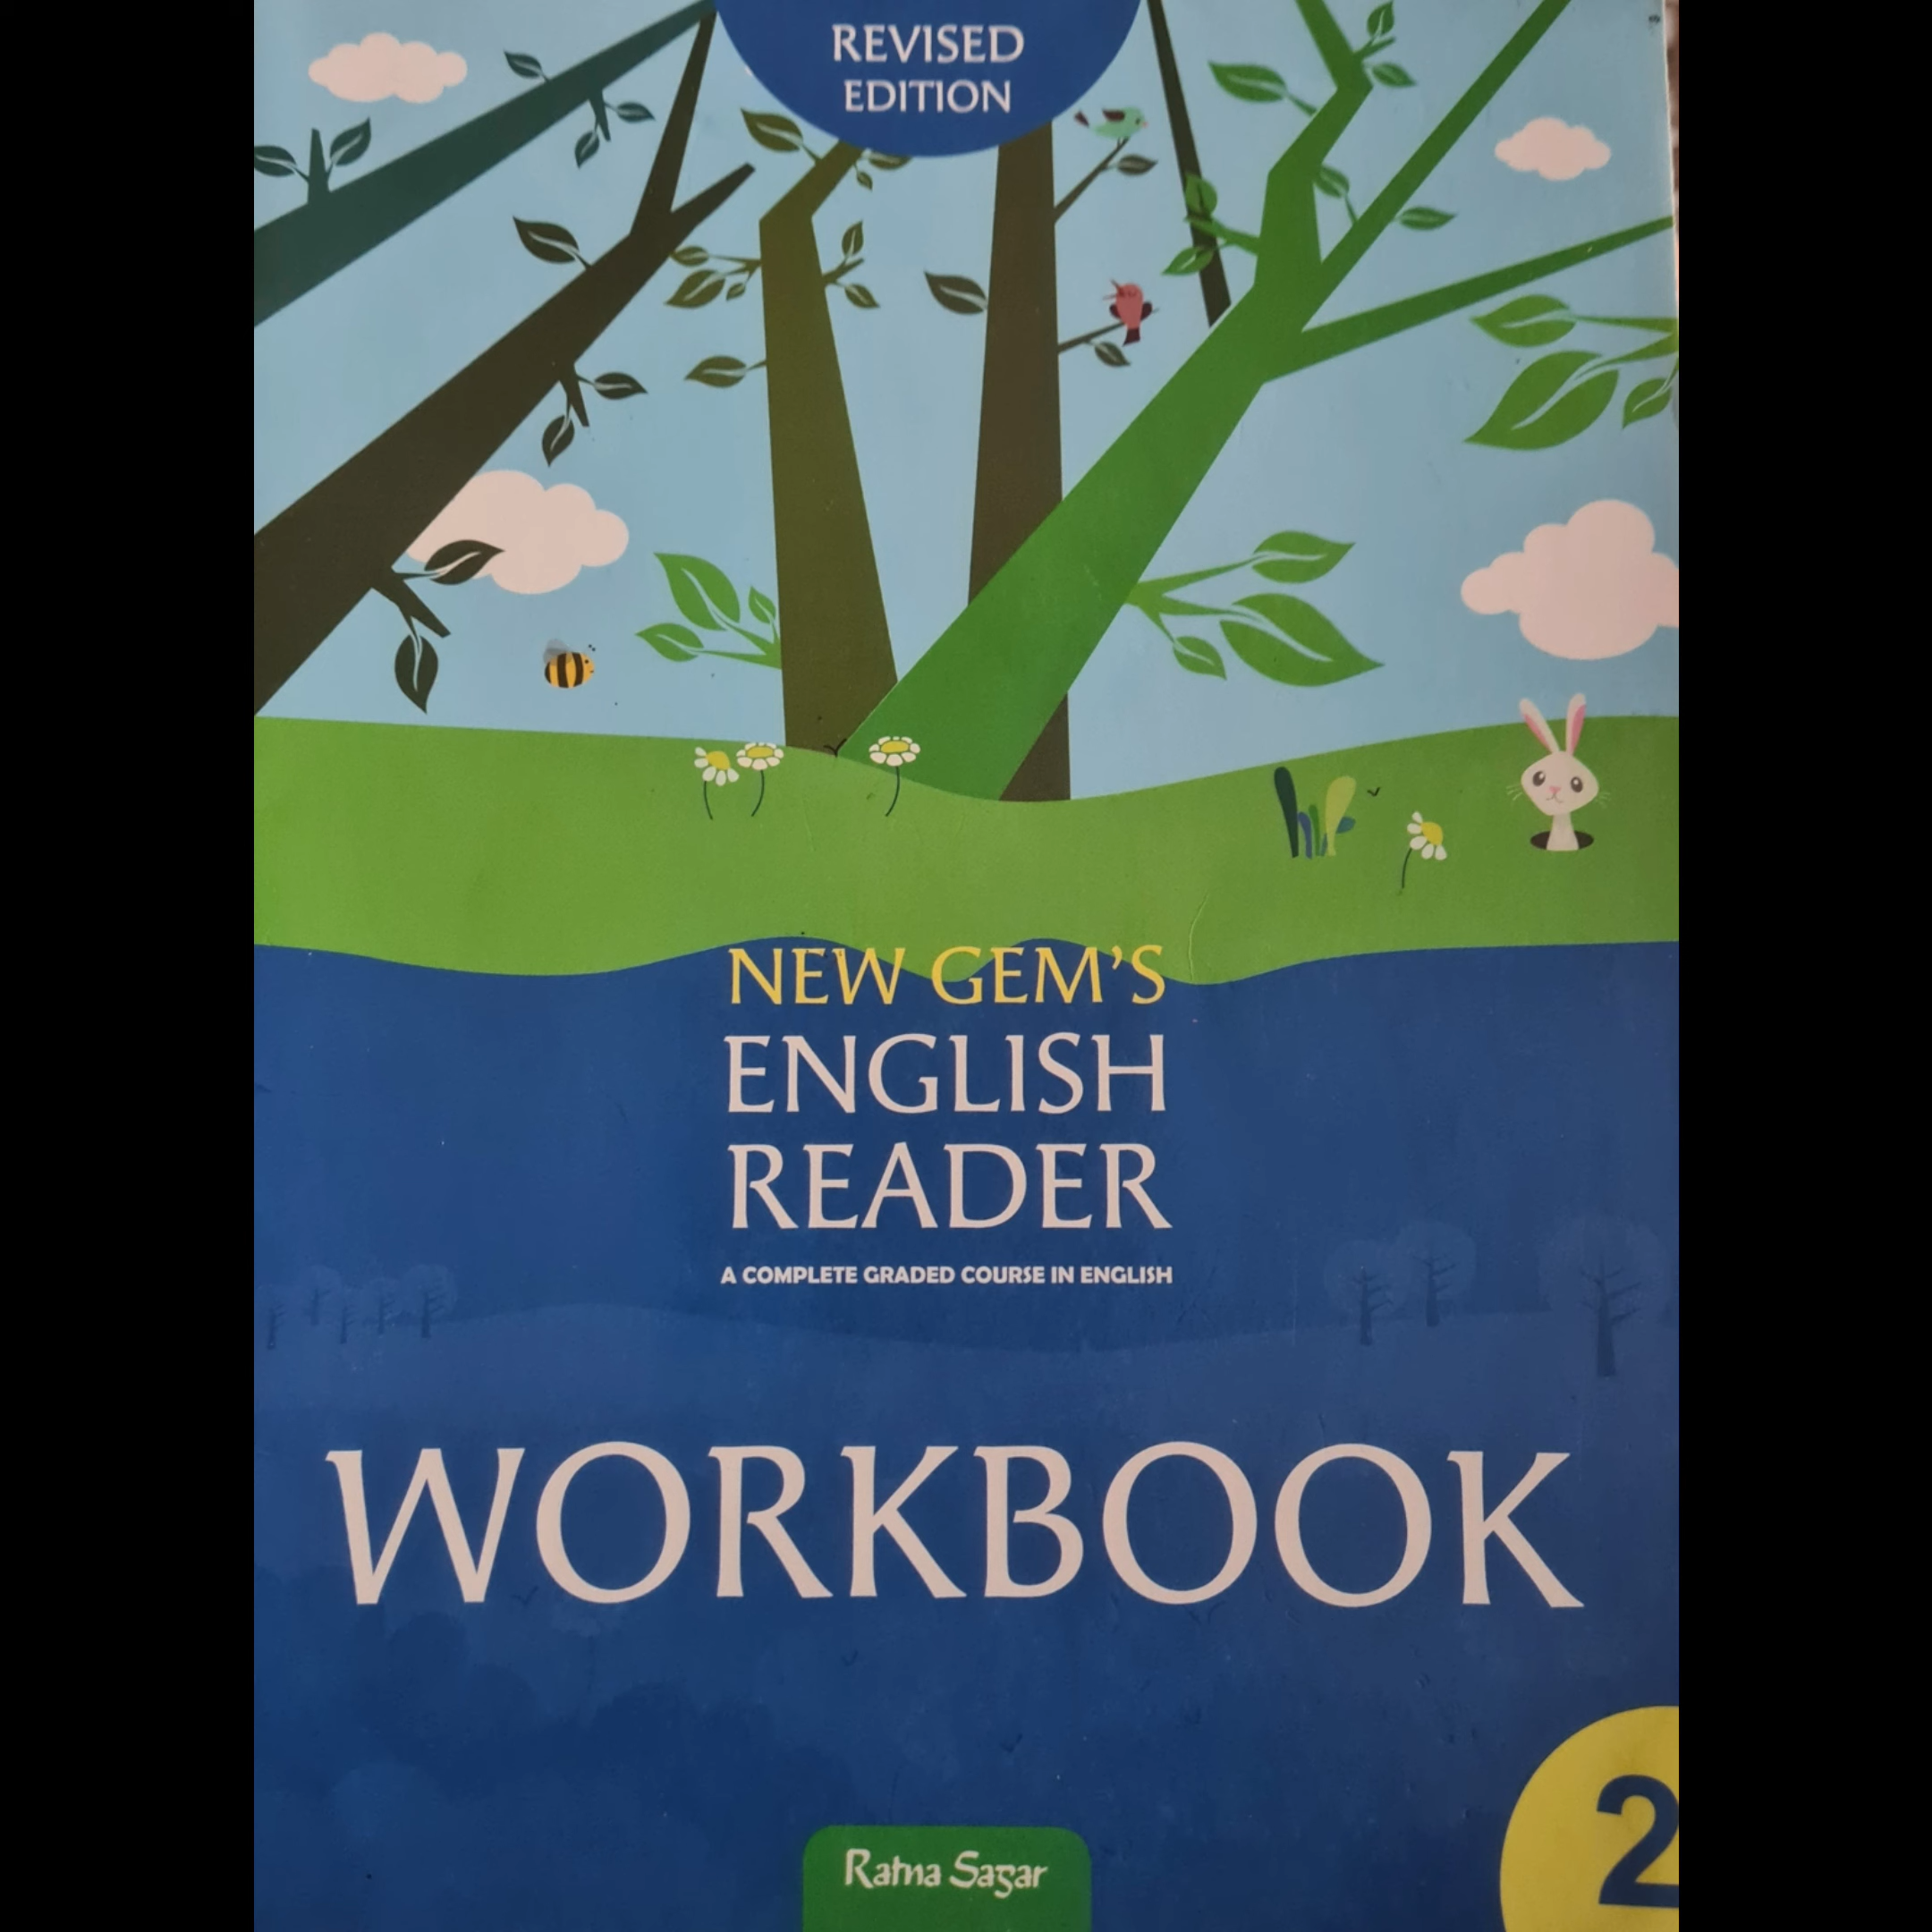 REVISED
EDITION
NEW GEM'S
ENGLISH
READER
A COMPLETE GRADED COURSE IN ENGLISH
WORKBOOK
2
Ratna Sagar